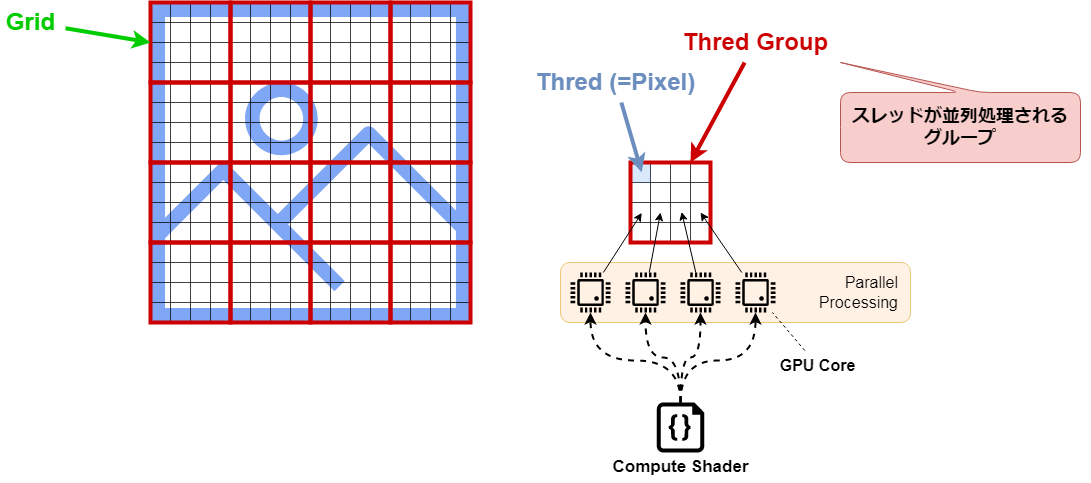 Grid
Thred Group
Thred (=Pixel)
スレッドが並列処理される
グループ
Parallel
Processing
GPU Core
{}
Compute Shader